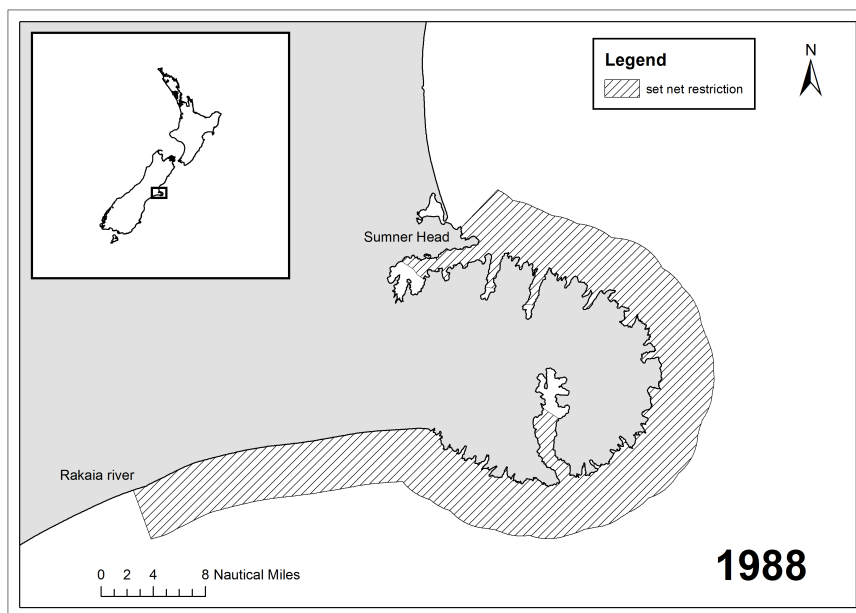 Legend
set net restriction
N
Sumner Head
Rakaia river
0 2 4 8 Nautical Miles
1988